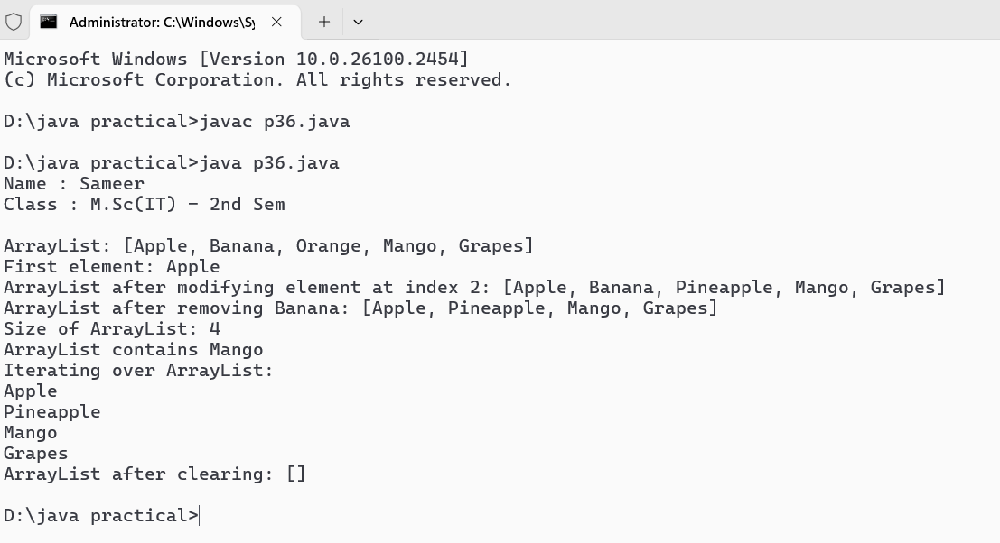 Administrator: C:\Windows\Sy
Microsoft Windows [Version 10.0.26100.2454]
(c) Microsoft Corporation. All rights reserved.
D:\java practical>javac p36.java
D:\java practical>java p36.java
Name : Sameer
Class : M.Sc(IT) - 2nd Sem
ArrayList: [Apple, Banana, Orange, Mango, Grapes]
First element: Apple
ArrayList after modifying element at index 2: [Apple, Banana, Pineapple, Mango, Grapes]
ArrayList after removing Banana: [Apple, Pineapple, Mango, Grapes]
Size of ArrayList: 4
ArrayList contains Mango
Iterating over ArrayList:
Apple
Pineapple
Mango
Grapes
ArrayList after clearing: []
D:\java practical>